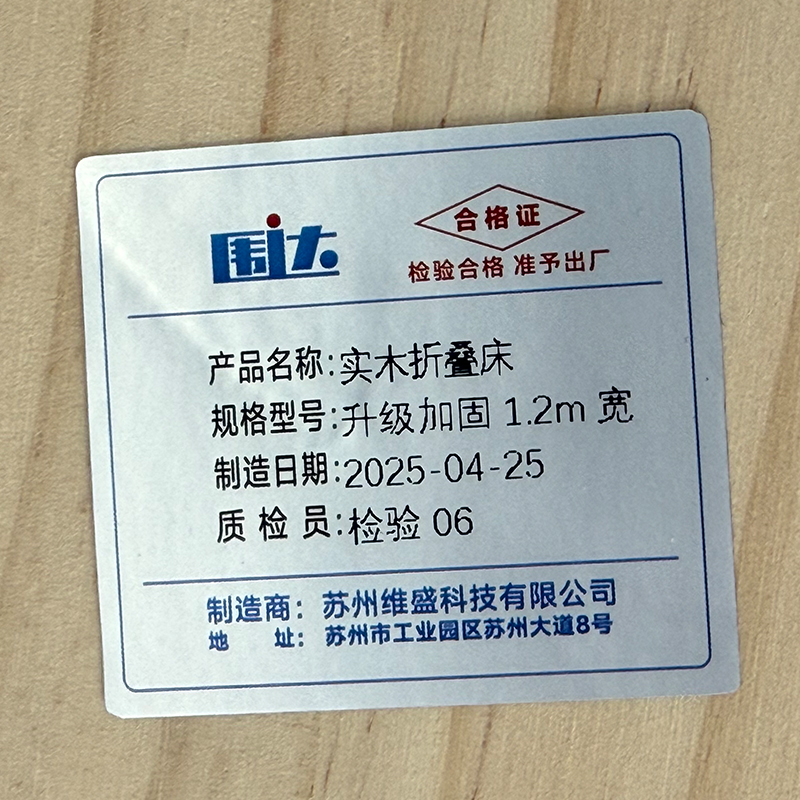 围达
合格证
检验合格 准予出厂
产品名称:实木折叠床
规格型号:升级加固 1.2m 宽
制造日期:2025-04-25
质 检 员:检验 06
制造商：苏州维盛科技有限公司
地 址：苏州市工业园区苏州大道8号